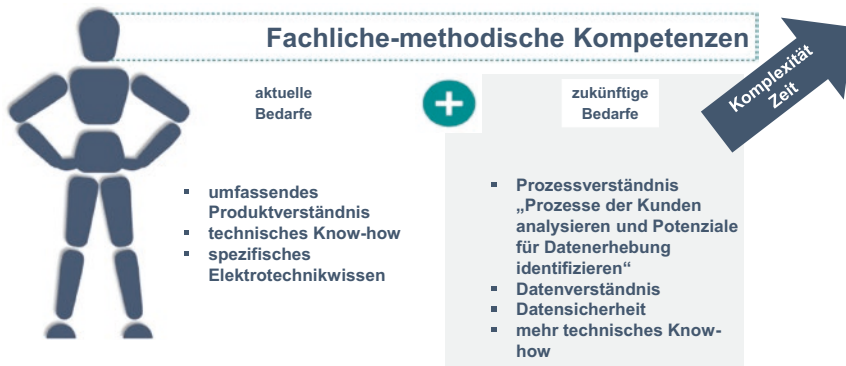 Fachliche-methodische Kompetenzen
Komplexität
Zeit
aktuelle
Bedarfe
zukünftige
Bedarfe
▪ umfassendes
Produktverständnis
▪ technisches Know-how
▪ spezifisches
Elektrotechnikwissen
▪ Prozessverständnis
„Prozesse der Kunden
analysieren und Potenziale
für Datenerhebung
identifizieren“
▪ Datenverständnis
▪ Datensicherheit
▪ mehr technisches Know-
how